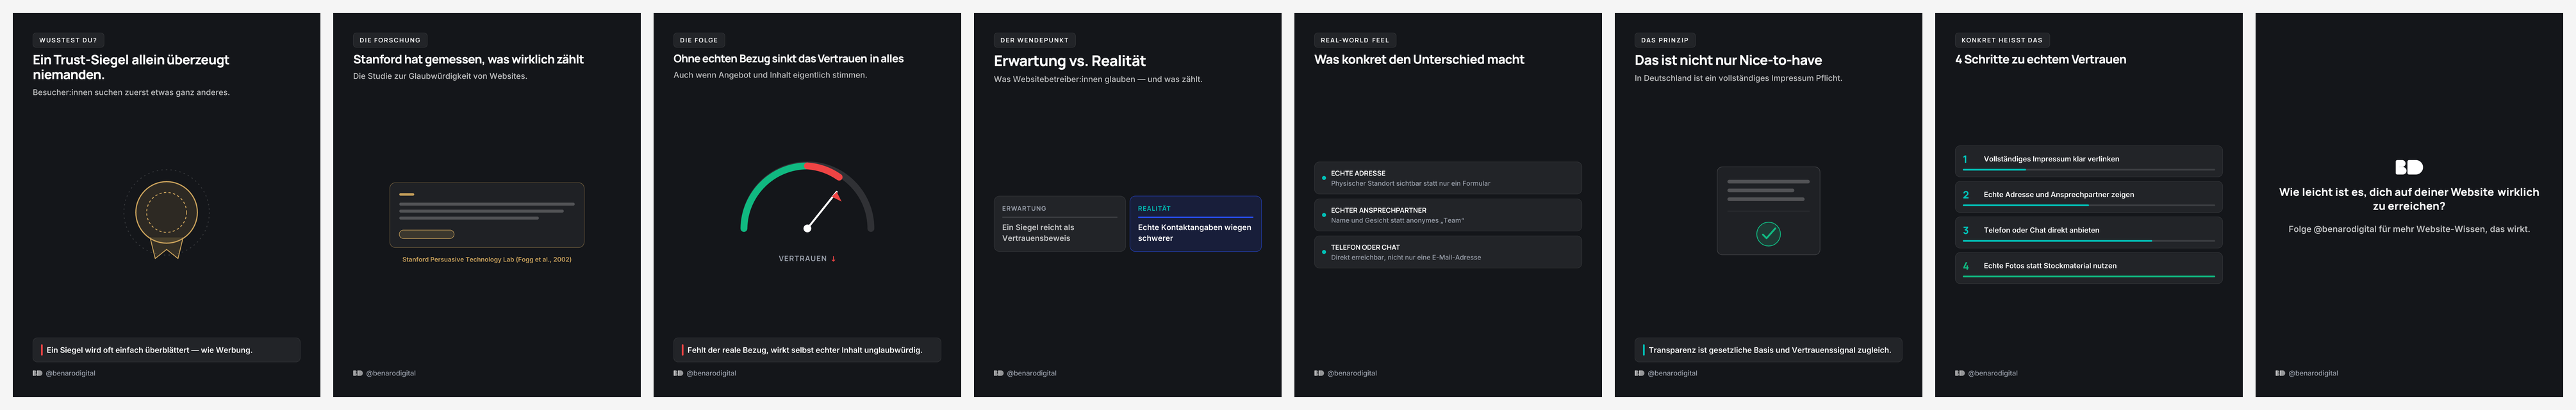 WUSSTEST DU?
Ein Trust-Siegel allein überzeugt
niemanden.
Besucher:innen suchen zuerst etwas ganz anderes.
Ein Siegel wird oft einfach überblättert — wie Werbung.
BD @benarodigital
DIE FORSCHUNG
Stanford hat gemessen, was wirklich zählt
Die Studie zur Glaubwürdigkeit von Websites.
Stanford Persuasive Technology Lab (Fogg et al., 2002)
BD @benarodigital
DIE FOLGE
Ohne echten Bezug sinkt das Vertrauen in alles
Auch wenn Angebot und Inhalt eigentlich stimmen.
VERTRAUEN ↓
Fehlt der reale Bezug, wirkt selbst echter Inhalt unglaubwürdig.
BD @benarodigital
DER WENDEPUNKT
Erwartung vs. Realität
Was Websitebetreiber:innen glauben — und was zählt.
ERWARTUNG
Ein Siegel reicht als
Vertrauensbeweis
REALITÄT
Echte Kontaktangaben wiegen
schwerer
BD @benarodigital
REAL-WORLD FEEL
Was konkret den Unterschied macht
ECHTE ADRESSE
Physischer Standort sichtbar statt nur ein Formular
ECHTER ANSPRECHPARTNER
Name und Gesicht statt anonymes „Team“
TELEFON ODER CHAT
Direkt erreichbar, nicht nur eine E-Mail-Adresse
BD @benarodigital
DAS PRINZIP
Das ist nicht nur Nice-to-have
In Deutschland ist ein vollständiges Impressum Pflicht.
Transparenz ist gesetzliche Basis und Vertrauenssignal zugleich.
BD @benarodigital
KONKRET HEISST DAS
4 Schritte zu echtem Vertrauen
1 Vollständiges Impressum klar verlinken
2 Echte Adresse und Ansprechpartner zeigen
3 Telefon oder Chat direkt anbieten
4 Echte Fotos statt Stockmaterial nutzen
BD @benarodigital
BD
Wie leicht ist es, dich auf deiner Website wirklich
zu erreichen?
Folge @benarodigital für mehr Website-Wissen, das wirkt.
BD @benarodigital